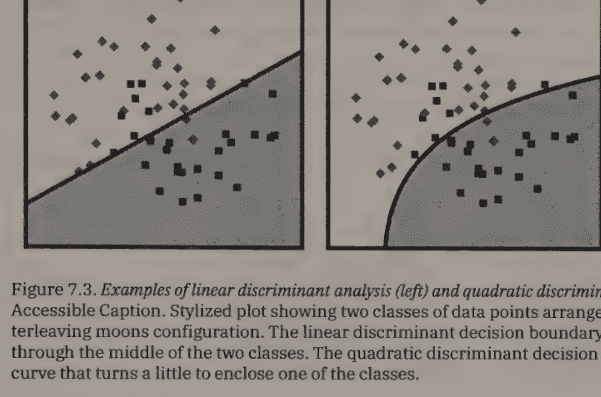 Figure 7.3. Examples of linear discriminant analysis (left) and quadratic
Accessible Caption. Stylized plot showing two classes of data points
terleaving moons configuration. The linear discriminant decision boundary
through the middle of the two classes. The quadratic discriminant decision
curve that turns a little to enclose one of the classes.